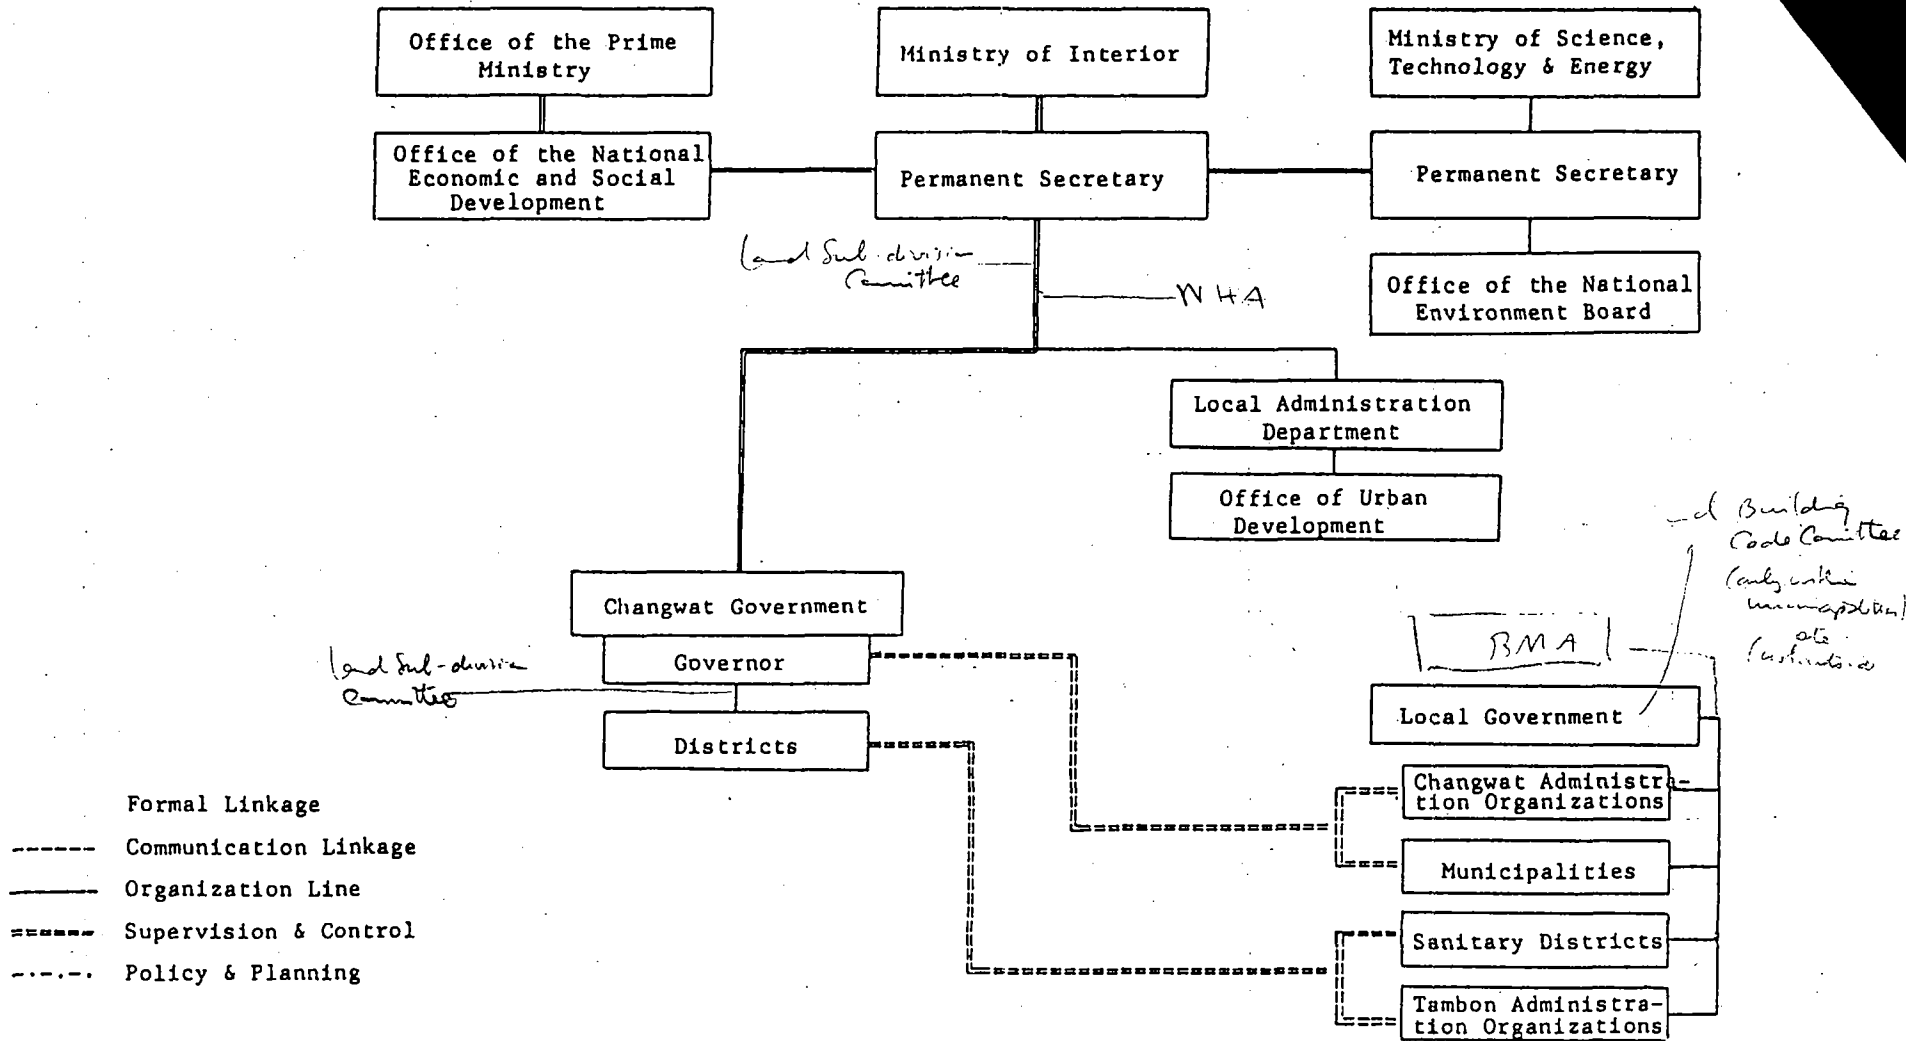 Office of the Prime
Ministry
Ministry of Interior
Ministry of Science,
Technology & Energy
Office of the National
Economic and Social
Development
Permanent Secretary
Permanent Secretary
Land Sub-division
Committee
NHA
Office of the National
Environment Board
Local Administration
Department
Office of Urban
Development
Building
Code Committee
(only within
Changwat Government
BMA
Governor
Land Sub-division
Committee
Local Government
Districts
Changwat Administra-
tion Organizations
Municipalities
Sanitary Districts
Tambon Administra-
tion Organizations
Formal Linkage
Communication Linkage
Organization Line
Supervision & Control
Policy & Planning